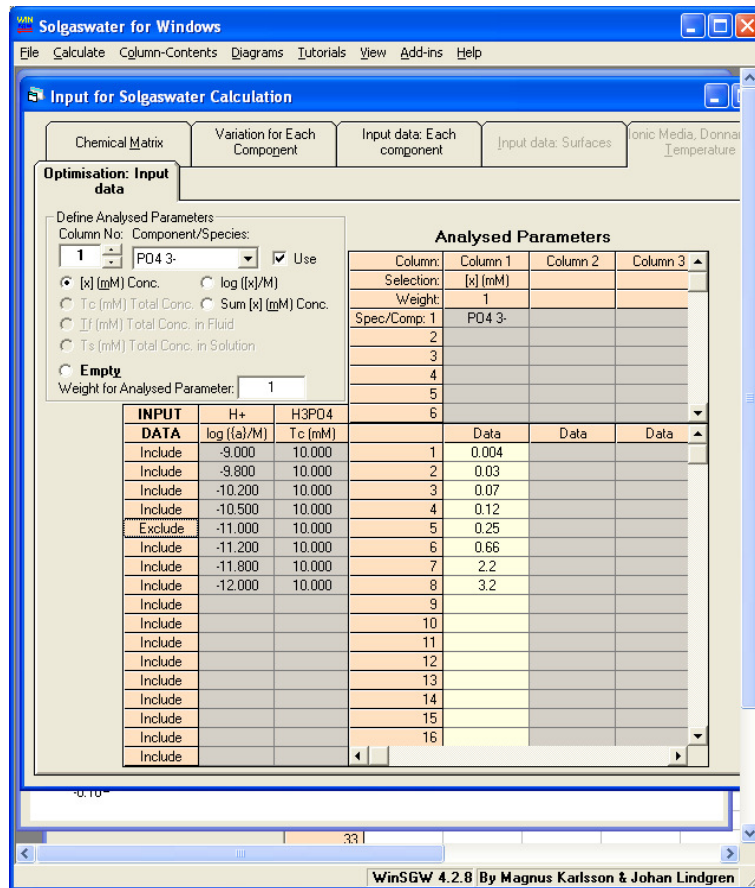 Solgaswater for Windows
File Calculate Column-Contents Diagrams Tutorials View Add-ins Help
Input for Solgaswater Calculation
Chemical Matrix
Variation for Each
Component
Input data: Each
component
Input data: Surfaces
Ionic Media, Donnan
Temperature
Optimisation: Input
data
Define Analysed Parameters
Column No: Component/Species:
1 PO4 3- Use
[x] (mM) Conc. log ([x]/M)
Tc (mM) Total Conc. Sum [x] (mM) Conc.
Tf (mM) Total Conc. in Fluid
Ts (mM) Total Conc. in Solution
Empty
Weight for Analysed Parameter: 1
Analysed Parameters
Column: Column 1 Column 2 Column 3
Selection: [x] (mM)
Weight: 1
Spec/Comp: 1 PO4 3-
2
3
4
5
6
INPUT H+ H3PO4
DATA log ({a}/M) Tc (mM) Data Data Data
Include -9.000 10.000 1 0.004
Include -9.800 10.000 2 0.03
Include -10.200 10.000 3 0.07
Include -10.500 10.000 4 0.12
Exclude -11.000 10.000 5 0.25
Include -11.200 10.000 6 0.66
Include -11.800 10.000 7 2.2
Include -12.000 10.000 8 3.2
Include 9
Include 10
Include 11
Include 12
Include 13
Include 14
Include 15
Include 16
Include
33
WinSGW 4.2.8 By Magnus Karlsson & Johan Lindgren